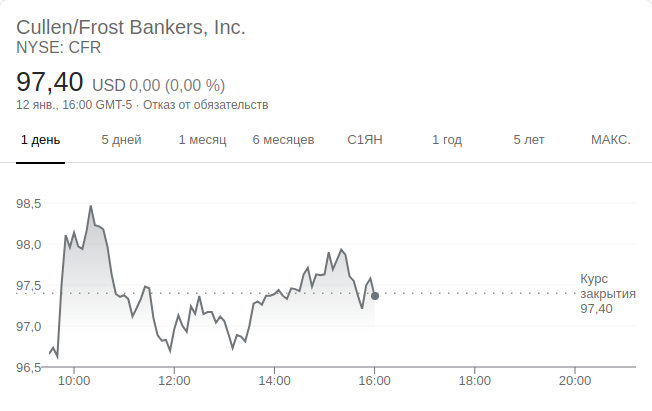 Cullen/Frost Bankers, Inc.
NYSE: CFR
97,40 USD 0,00 (0,00 %)
12 янв., 16:00 GMT-5 · Отказ от обязательств
1 день 5 дней 1 месяц 6 месяцев С1ЯН 1 год 5 лет МАКС.
98,5
98,0
97,5
97,0
96,5
Курс
закрытия
97,40
10:00 12:00 14:00 16:00 18:00 20:00